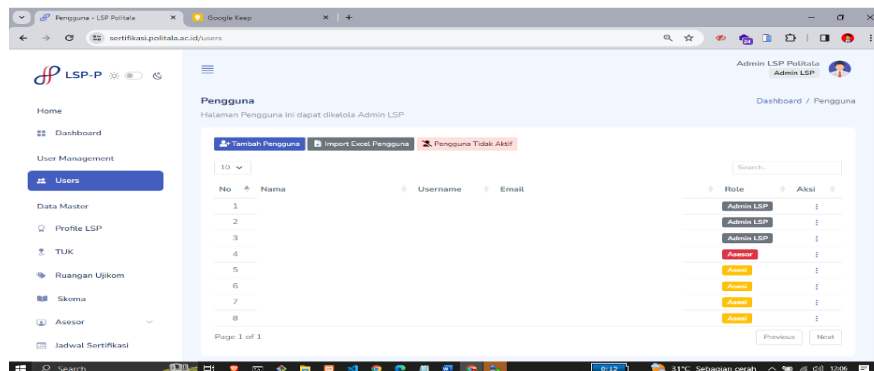 Pengguna - LSP Politala
Google Keep
sertifikasi.politala.ac.id/users
24
LSP-P
Admin LSP Politala
Admin LSP
Home
Dashboard
User Management
Users
Data Master
Profile LSP
TUK
Ruangan Ujikom
Skema
Asesor
Jadwal Sertifikasi
Pengguna
Dashboard / Pengguna
Halaman Pengguna ini dapat dikelola Admin LSP
Tambah Pengguna Import Excel Pengguna Pengguna Tidak Aktif
10
Search...
No Nama Username Email Role Aksi
1 Admin LSP
2 Admin LSP
3 Admin LSP
4 Asesor
5 Asesi
6 Asesi
7 Asesi
8 Asesi
Page 1 of 1
Previous Next
Search
0:12
31°C Sebagian cerah
12:06